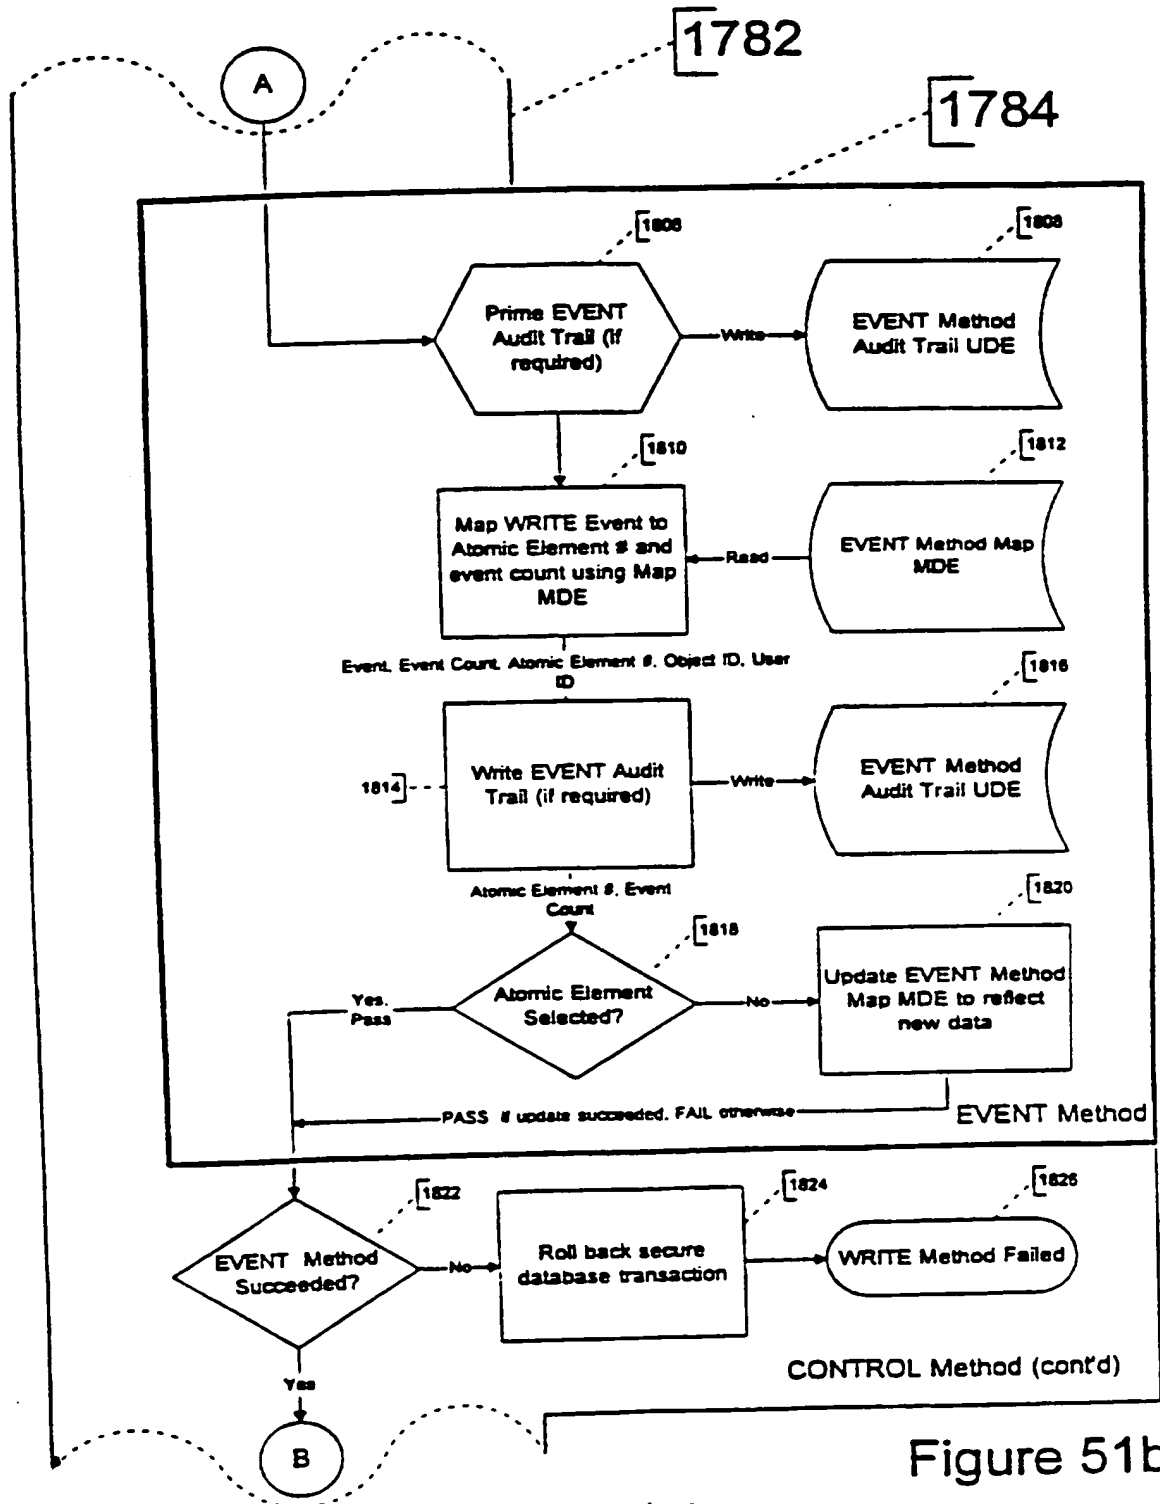 1782
A
1784
1806
1808
Prime EVENT
Audit Trail (if
required)
Write
EVENT Method
Audit Trail UDE
1810
1812
Map WRITE Event to
Atomic Element # and
event count using Map
MDE
Read
EVENT Method Map
MDE
Event, Event Count, Atomic Element #, Object ID, User
ID
1816
1814
Write EVENT Audit
Trail (if required)
Write
EVENT Method
Audit Trail UDE
Atomic Element #, Event
Count
1818
1820
Yes,
Pass
Atomic Element
Selected?
No
Update EVENT Method
Map MDE to reflect
new data
PASS if update succeeded, FAIL otherwise
EVENT Method
1822
1824
1826
EVENT Method
Succeeded?
No
Roll back secure
database transaction
WRITE Method Failed
Yes
CONTROL Method (cont'd)
B
Figure 51b